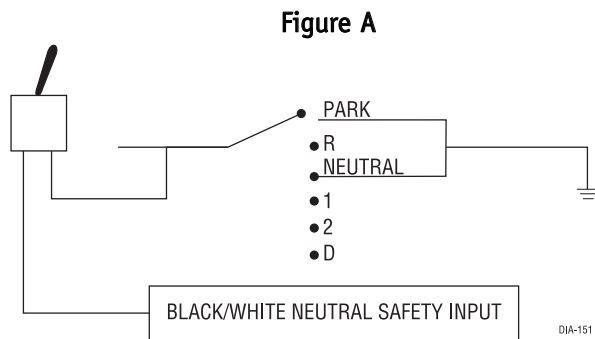 Figure A
PARK
R
NEUTRAL
1
2
D
BLACK/WHITE NEUTRAL SAFETY INPUT
DIA-151